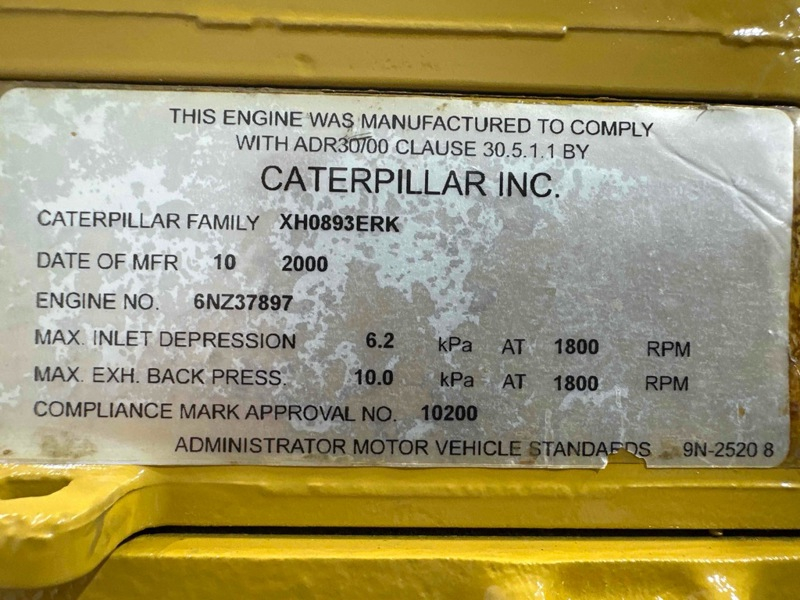 THIS ENGINE WAS MANUFACTURED TO COMPLY
WITH ADR30/00 CLAUSE 30.5.1.1 BY
CATERPILLAR INC.
CATERPILLAR FAMILY XH0893ERK
DATE OF MFR 10 2000
ENGINE NO. 6NZ37897
MAX. INLET DEPRESSION 6.2 kPa AT 1800 RPM
MAX. EXH. BACK PRESS. 10.0 kPa AT 1800 RPM
COMPLIANCE MARK APPROVAL NO. 10200
ADMINISTRATOR MOTOR VEHICLE STANDARDS 9N-2520 8